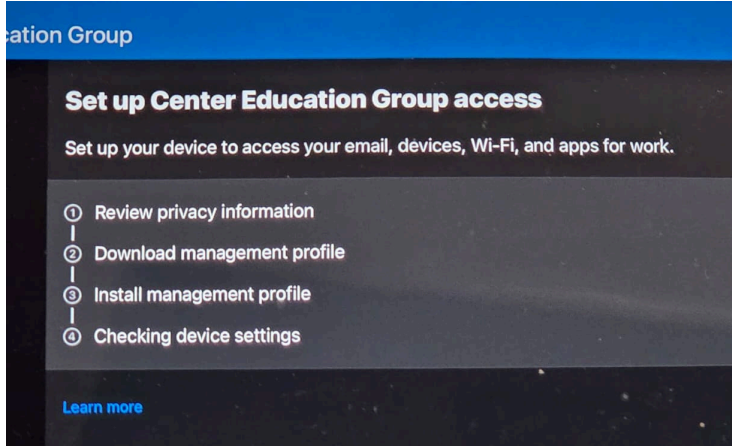 Group
Set up Center Education Group access
Set up your device to access your email, devices, Wi-Fi, and apps for work.
① Review privacy information
② Download management profile
③ Install management profile
④ Checking device settings
Learn more